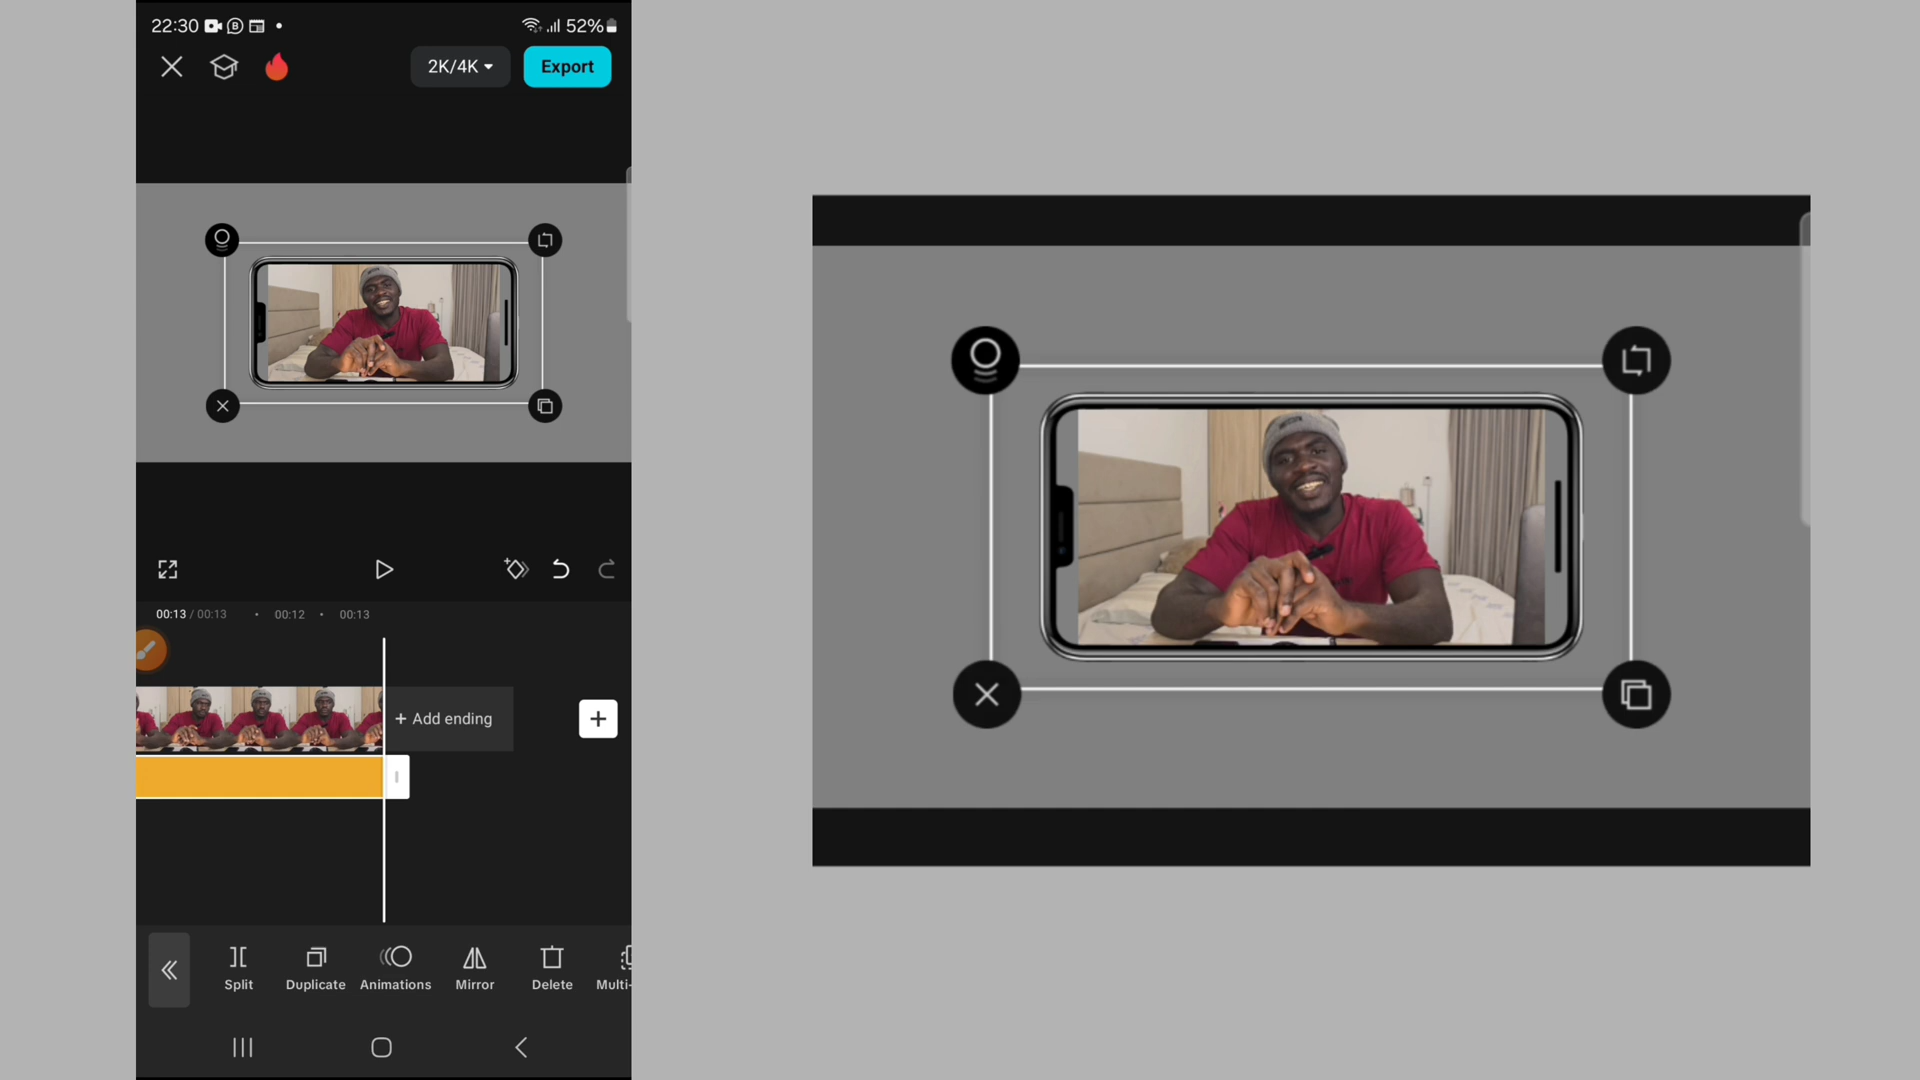 22:30
52%
2K/4K
Export
00:13 / 00:13
00:12
00:13
+ Add ending
Split
Duplicate
Animations
Mirror
Delete
Multi-